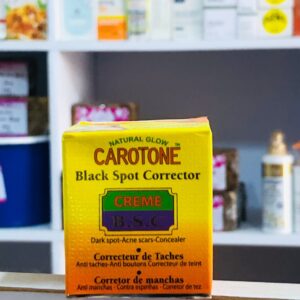 NATURAL GLOW
CAROTONE™
Black Spot Corrector
CREME
B.S.C
Dark spot-Acne scars-Concealer
• Correcteur de Taches
Anti taches-Anti boutons Correcteur de teint
• Corretor de manchas
Anti manchas - Contra espinhas - Corretor de tez